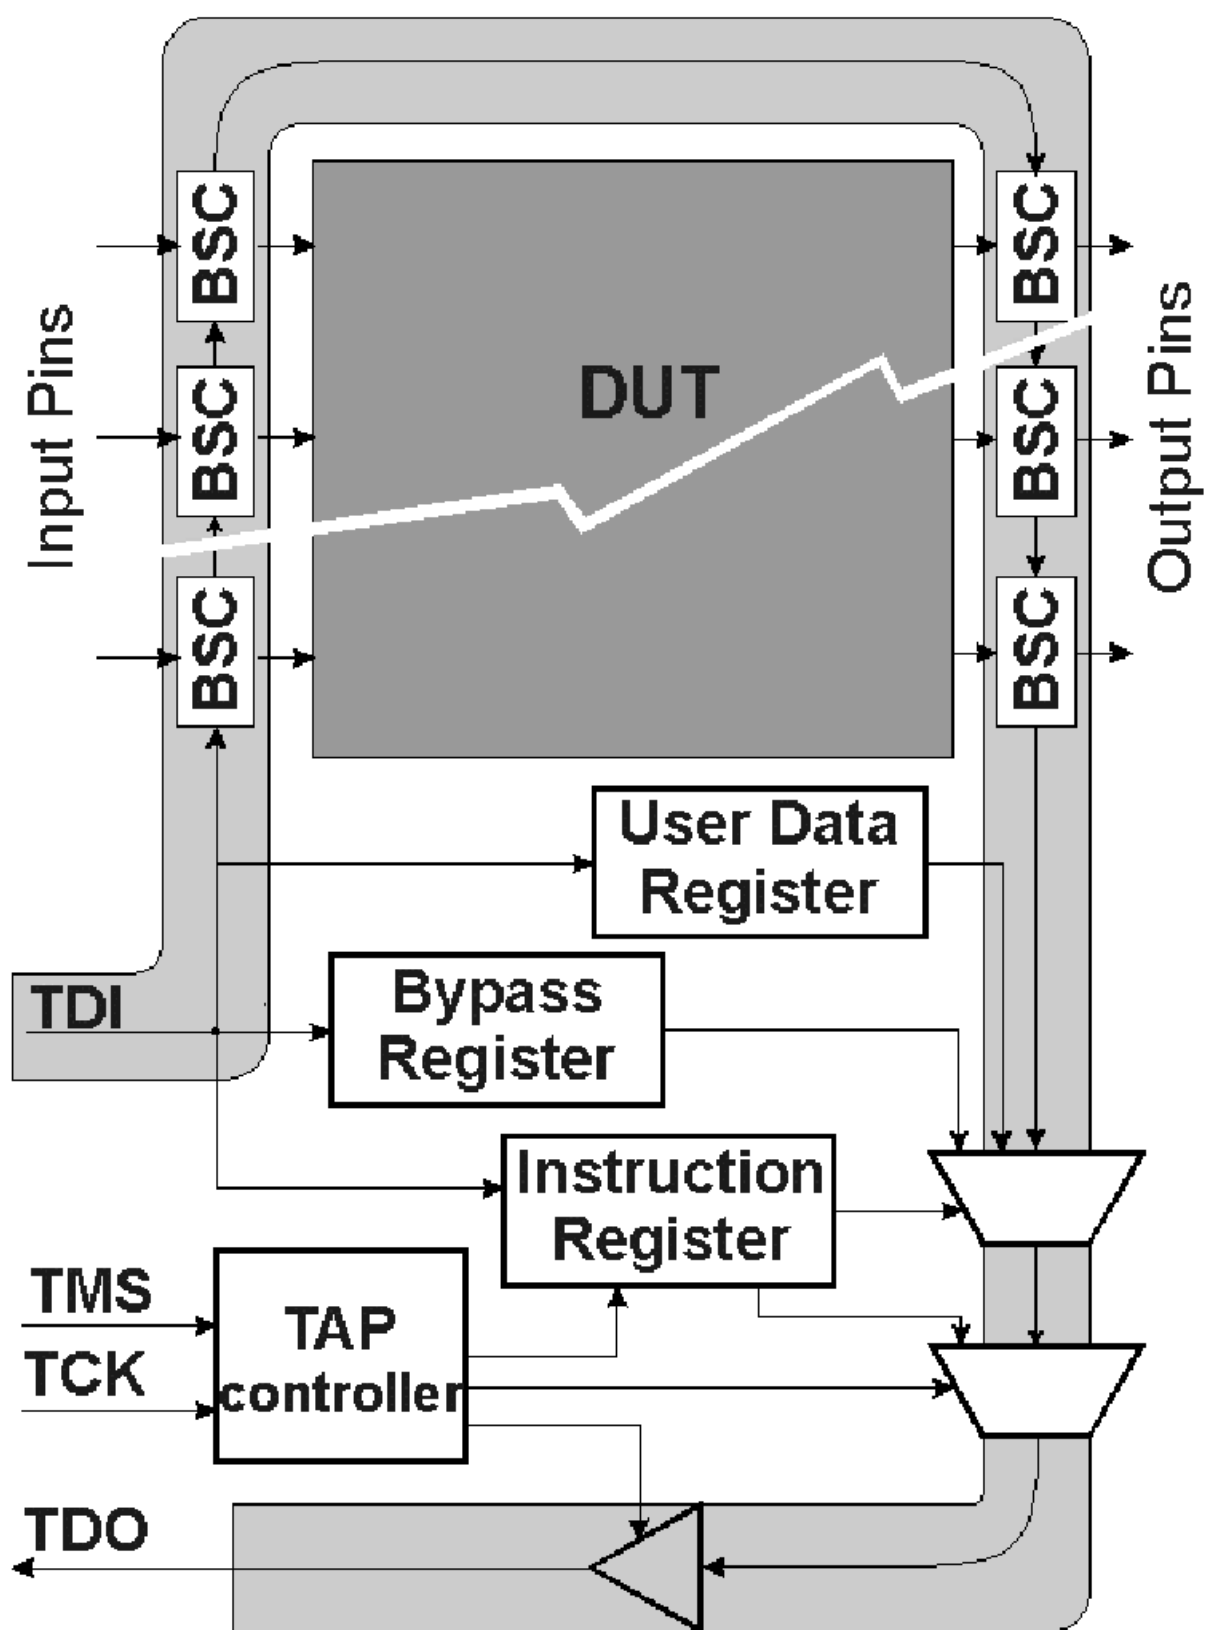 BSC
BSC
Input Pins
DUT
Output Pins
BSC
BSC
BSC
BSC
User Data
Register
TDI
Bypass
Register
Instruction
Register
TMS
TAP
TCK
controller
TDO